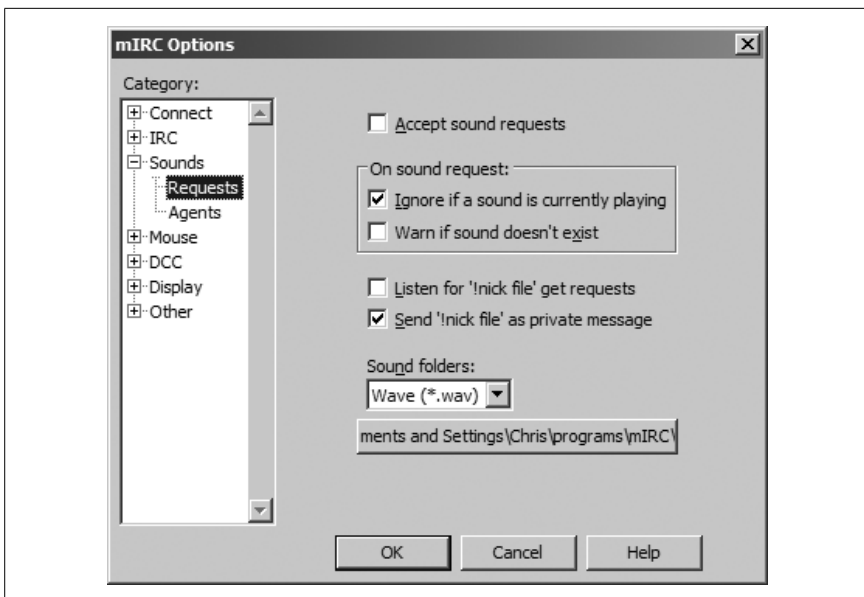 mIRC Options
Category:
Connect
IRC
Sounds
Requests
Agents
Mouse
DCC
Display
Other
Accept sound requests
On sound request:
Ignore if a sound is currently playing
Warn if sound doesn't exist
Listen for '!nick file' get requests
Send '!nick file' as private message
Sound folders:
Wave (*.wav)
ments and Settings\Chris\programs\mIRC\
OK Cancel Help